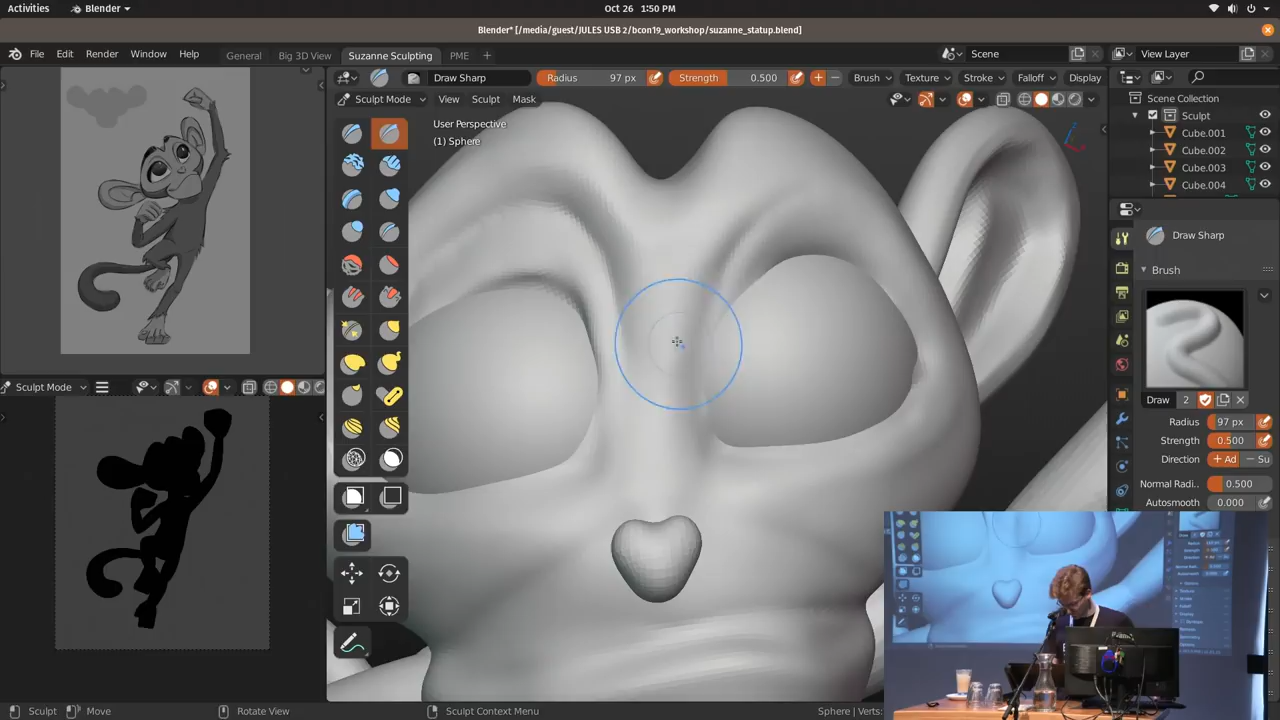 Activities
Blender
Oct 26 1:50 PM
Blender* [/media/guest/JULES USB 2/bcon19_workshop/suzanne_statup.blend]
File Edit Render Window Help
General Big 3D View Suzanne Sculpting PME +
Scene
View Layer
Draw Sharp
Radius 97 px
Strength 0.500
Brush Texture Stroke Falloff Display
Sculpt Mode View Sculpt Mask
User Perspective
(1) Sphere
Scene Collection
Sculpt
Cube.001
Cube.002
Cube.003
Cube.004
Draw Sharp
Brush
Draw 2
Radius 97 px
Strength 0.500
Direction + Ad − Su
Normal Radi.. 0.500
Autosmooth 0.000
Sculpt Mode
Sculpt Move Rotate View Sculpt Context Menu
Sphere | Verts: